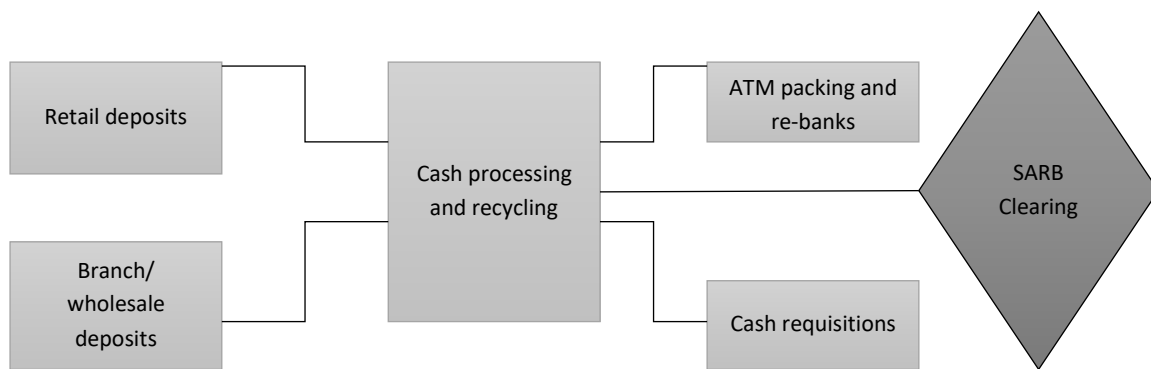 Retail deposits
Branch/
wholesale
deposits
Cash processing
and recycling
ATM packing and
re-banks
Cash requisitions
SARB
Clearing